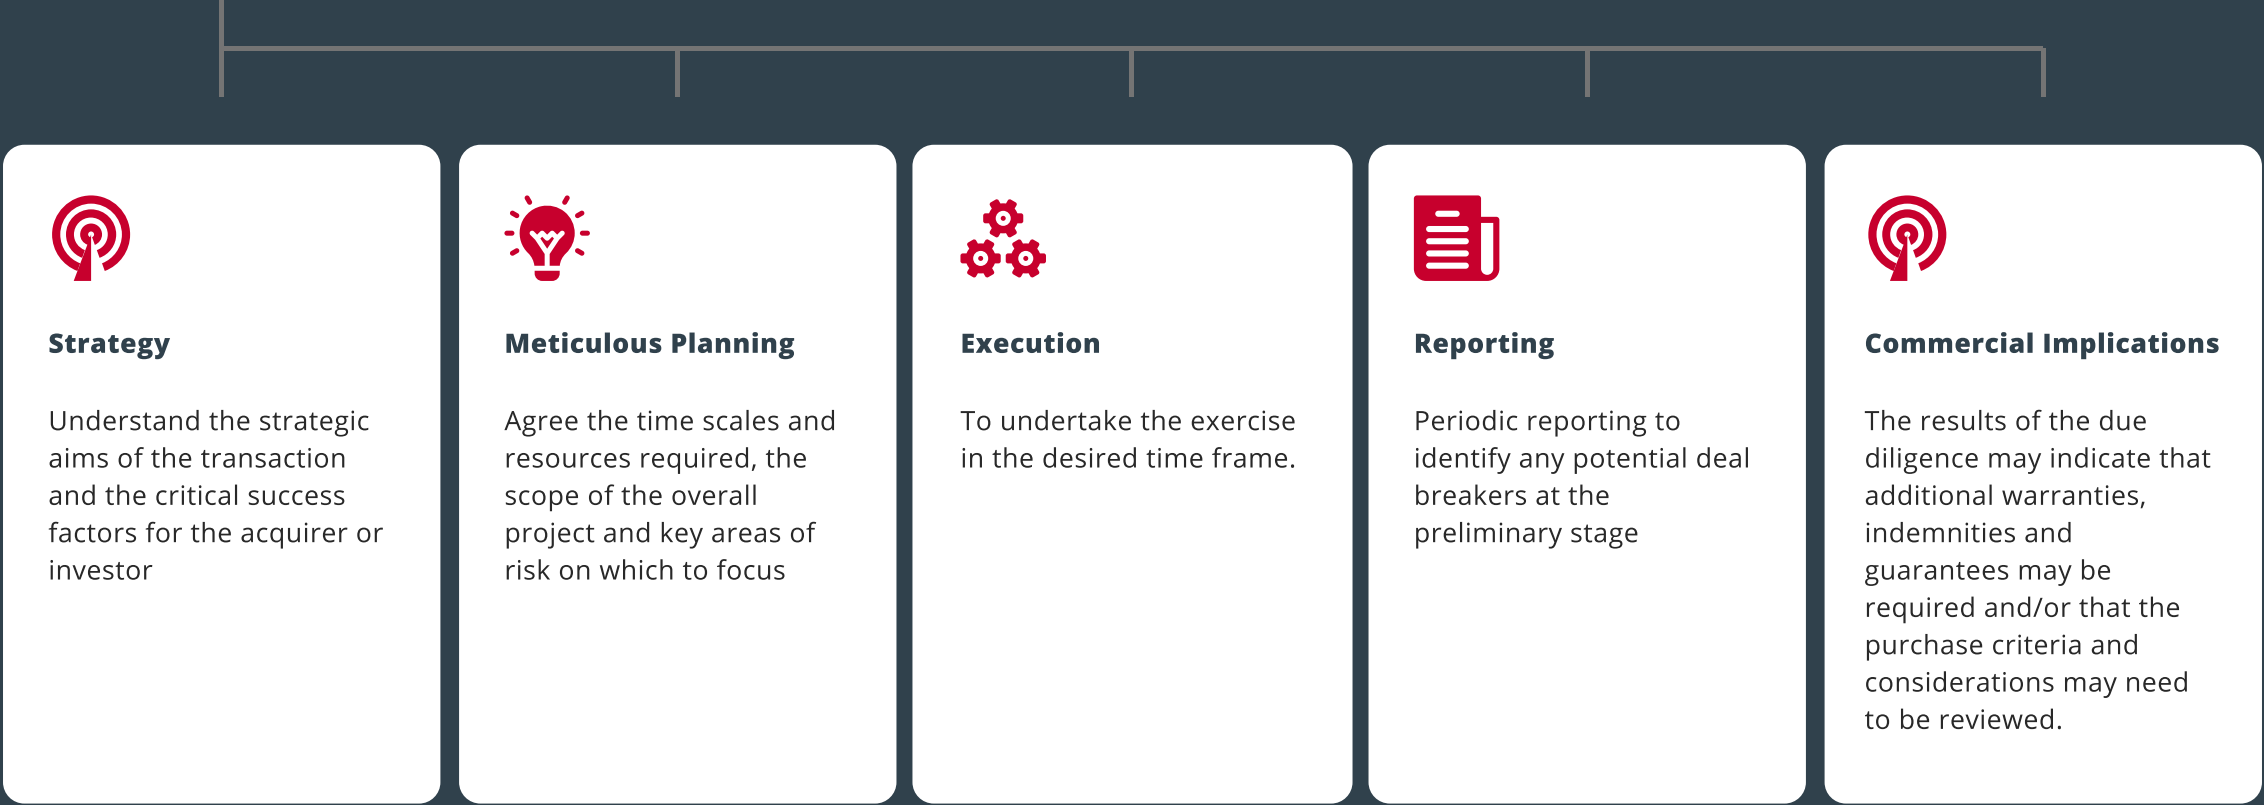 Strategy
Understand the strategic
aims of the transaction
and the critical success
factors for the acquirer or
investor
Meticulous Planning
Agree the time scales and
resources required, the
scope of the overall
project and key areas of
risk on which to focus
Execution
To undertake the exercise
in the desired time frame.
Reporting
Periodic reporting to
identify any potential deal
breakers at the
preliminary stage
Commercial Implications
The results of the due
diligence may indicate that
additional warranties,
indemnities and
guarantees may be
required and/or that the
purchase criteria and
considerations may need
to be reviewed.